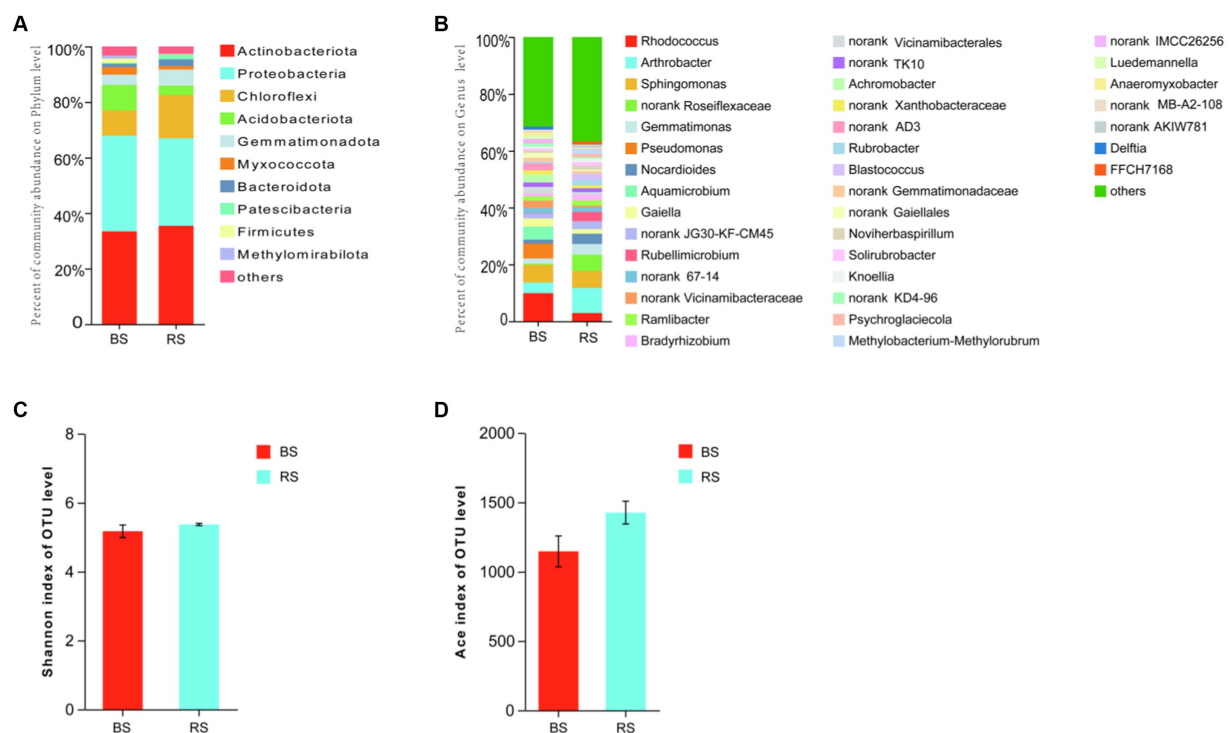 A
Percent of community abundance on Phylum level
100%
80%
60%
40%
20%
0
BS
RS
Actinobacteriota
Proteobacteria
Chloroflexi
Acidobacteriota
Gemmatimonadota
Myxococcota
Bacteroidota
Patescibacteria
Firmicutes
Methylomirabilota
others
B
Percent of community abundance on Genus level
100%
80%
60%
40%
20%
0
BS
RS
Rhodococcus
Arthrobacter
Sphingomonas
norank Roseiflexaceae
Gemmatimonas
Pseudomonas
Nocardioides
Aquamicrobium
Gaiella
norank JG30-KF-CM45
Rubellimicrobium
norank 67-14
norank Vicinamibacteraceae
Ramlibacter
Bradyrhizobium
norank Vicinamibacterales
norank TK10
Achromobacter
norank Xanthobacteraceae
norank AD3
Rubrobacter
Blastococcus
norank Gemmatimonadaceae
norank Gaiellales
Noviherbaspirillum
Solirubrobacter
Knoellia
norank KD4-96
Psychroglaciecola
Methylobacterium-Methylorubrum
norank IMCC26256
Luedemannella
Anaeromyxobacter
norank MB-A2-108
norank AKIW781
Delftia
FFCH7168
others
C
Shannon index of OTU level
8
6
4
2
0
BS
RS
BS
RS
D
Ace index of OTU level
2000
1500
1000
500
0
BS
RS
BS
RS